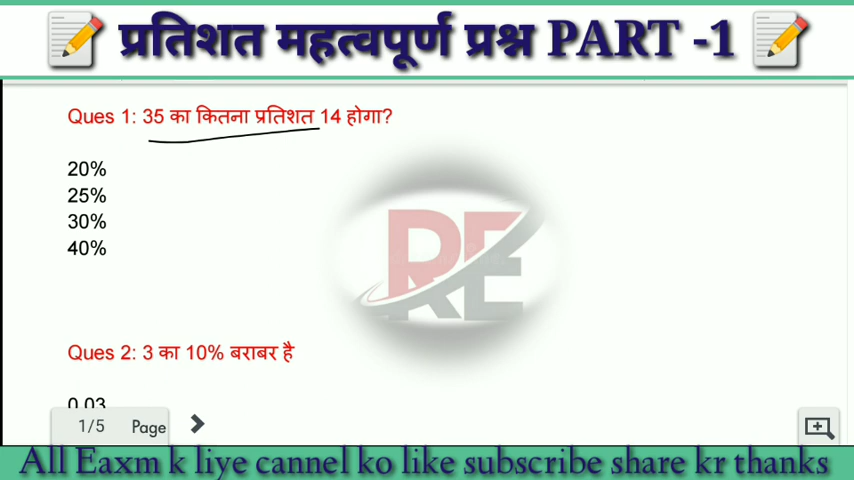 प्रतिशत महत्वपूर्ण प्रश्न PART -1
Ques 1: 35 का कितना प्रतिशत 14 होगा?
20%
25%
30%
40%
RE
Ques 2: 3 का 10% बराबर है
0.03
1/5 Page
All Eaxm k liye cannel ko like subscribe share kr thanks